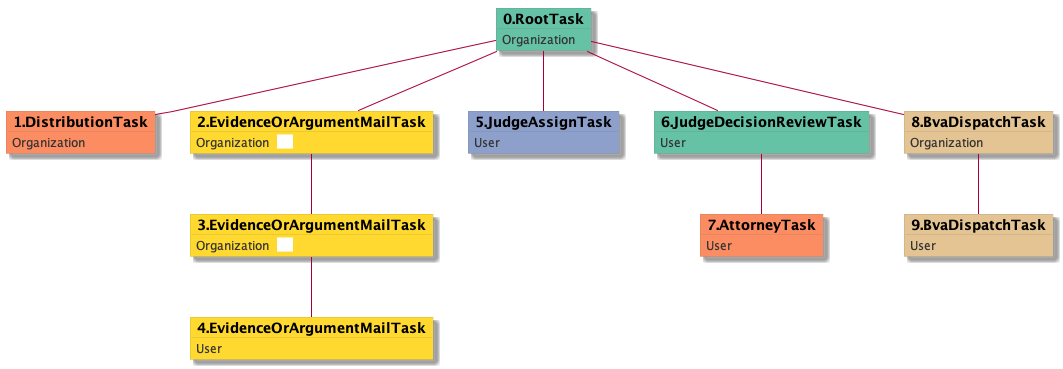 0.RootTask
Organization
1.DistributionTask
Organization
2.EvidenceOrArgumentMailTask
Organization
5.JudgeAssignTask
User
6.JudgeDecisionReviewTask
User
8.BvaDispatchTask
Organization
3.EvidenceOrArgumentMailTask
Organization
7.AttorneyTask
User
9.BvaDispatchTask
User
4.EvidenceOrArgumentMailTask
User